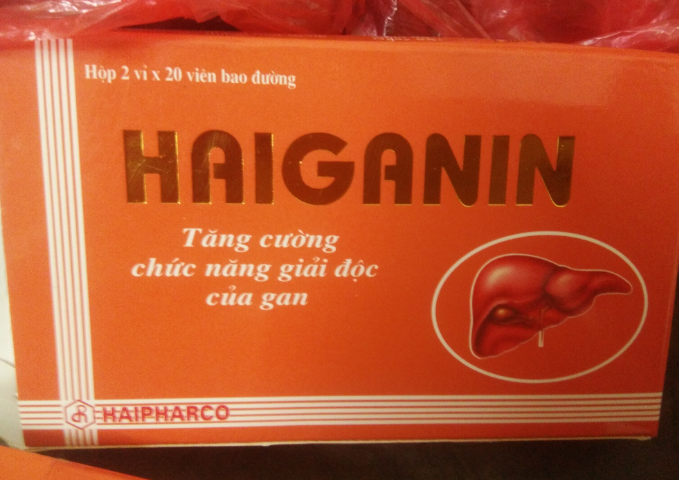 Hộp 2 vỉ x 20 viên bao đường
HAIGANIN
Tăng cường
chức năng giải độc
của gan
HAIPHARCO